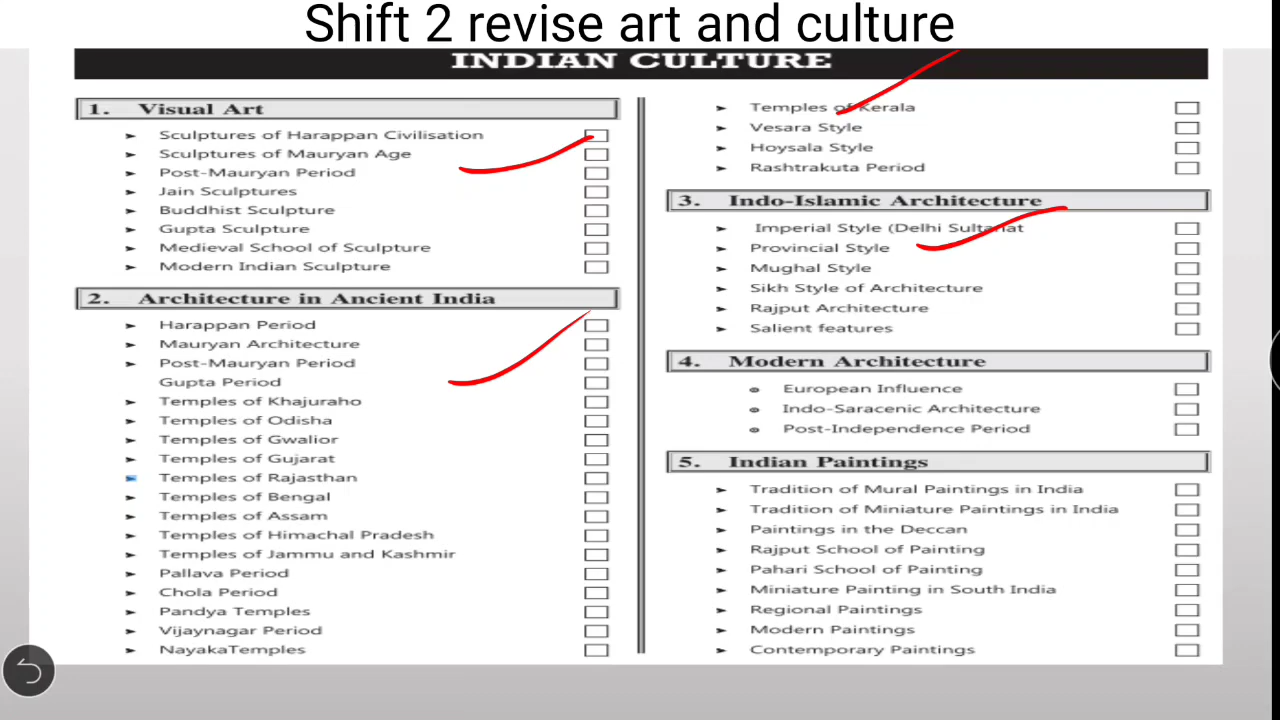 Shift 2 revise art and culture
INDIAN CULTURE
1. Visual Art
Sculptures of Harappan Civilisation
Sculptures of Mauryan Age
Post-Mauryan Period
Jain Sculptures
Buddhist Sculpture
Gupta Sculpture
Medieval School of Sculpture
Modern Indian Sculpture
2. Architecture in Ancient India
Harappan Period
Mauryan Architecture
Post-Mauryan Period
Gupta Period
Temples of Khajuraho
Temples of Odisha
Temples of Gwalior
Temples of Gujarat
Temples of Rajasthan
Temples of Bengal
Temples of Assam
Temples of Himachal Pradesh
Temples of Jammu and Kashmir
Pallava Period
Chola Period
Pandya Temples
Vijaynagar Period
NayakaTemples
Temples of Kerala
Vesara Style
Hoysala Style
Rashtrakuta Period
3. Indo-Islamic Architecture
Imperial Style (Delhi Sultanat
Provincial Style
Mughal Style
Sikh Style of Architecture
Rajput Architecture
Salient features
4. Modern Architecture
European Influence
Indo-Saracenic Architecture
Post-Independence Period
5. Indian Paintings
Tradition of Mural Paintings in India
Tradition of Miniature Paintings in India
Paintings in the Deccan
Rajput School of Painting
Pahari School of Painting
Miniature Painting in South India
Regional Paintings
Modern Paintings
Contemporary Paintings